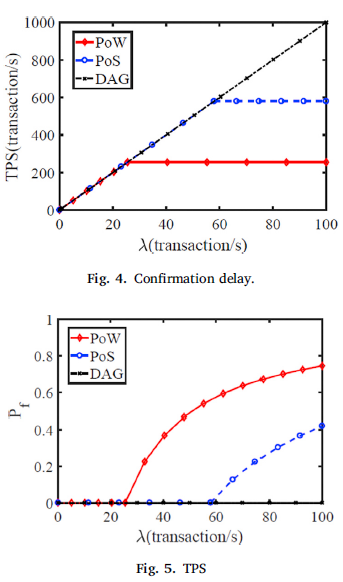 1000
800
600
400
200
0
PoW
PoS
DAG
TPS(transaction/s)
0 20 40 60 80 100
λ(transaction/s)
Fig. 4. Confirmation delay.
1
0.8
0.6
0.4
0.2
0
PoW
PoS
DAG
Pf
0 20 40 60 80 100
λ(transaction/s)
Fig. 5. TPS